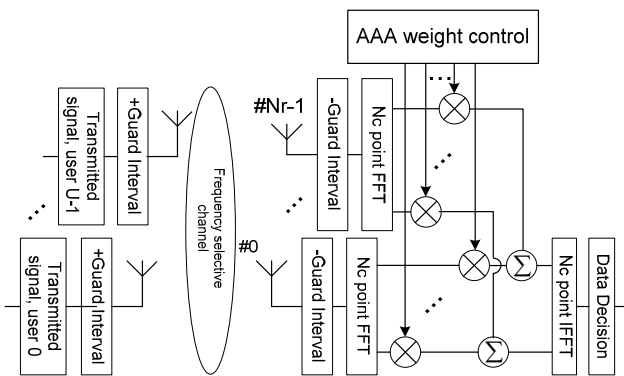 AAA weight control
...
#Nr-1
Transmitted
signal, user U-1
+Guard Interval
-Guard Interval
Nc point FFT
...
...
...
Frequency selective
channel
#0
Transmitted
signal, user 0
+Guard Interval
-Guard Interval
Nc point FFT
...
Σ
Σ
Nc point IFFT
Data Decision